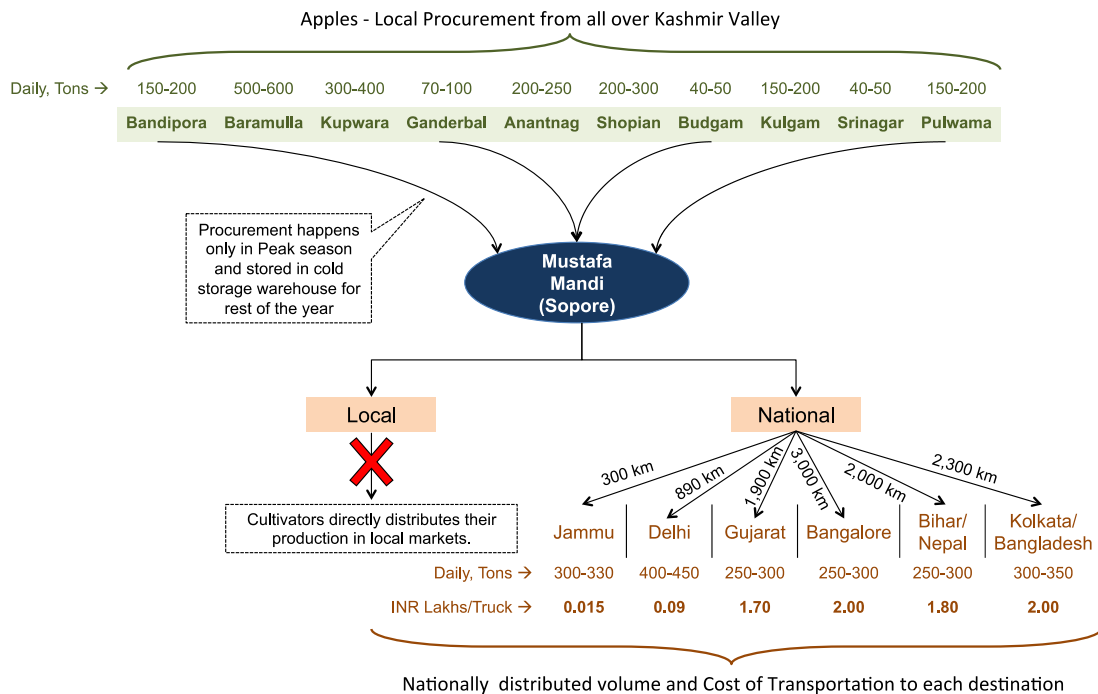 Apples - Local Procurement from all over Kashmir Valley
Daily, Tons → 150-200 500-600 300-400 70-100 200-250 200-300 40-50 150-200 40-50 150-200
Bandipora Baramulla Kupwara Ganderbal Anantnag Shopian Budgam Kulgam Srinagar Pulwama
Procurement happens
only in Peak season
and stored in cold
storage warehouse for
rest of the year
Mustafa
Mandi
(Sopore)
Local National
300 km 890 km 1,900 km 3,000 km 2,000 km 2,300 km
Cultivators directly distributes their
production in local markets.
Jammu Delhi Gujarat Bangalore Bihar/
Nepal Kolkata/
Bangladesh
Daily, Tons → 300-330 400-450 250-300 250-300 250-300 300-350
INR Lakhs/Truck → 0.015 0.09 1.70 2.00 1.80 2.00
Nationally distributed volume and Cost of Transportation to each destination